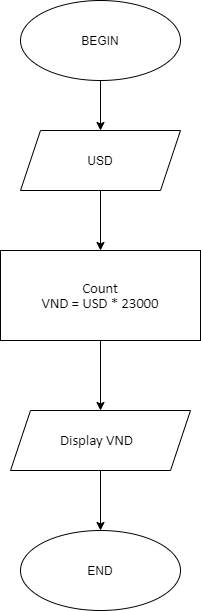 BEGIN
USD
Count
VND = USD * 23000
Display VND
END